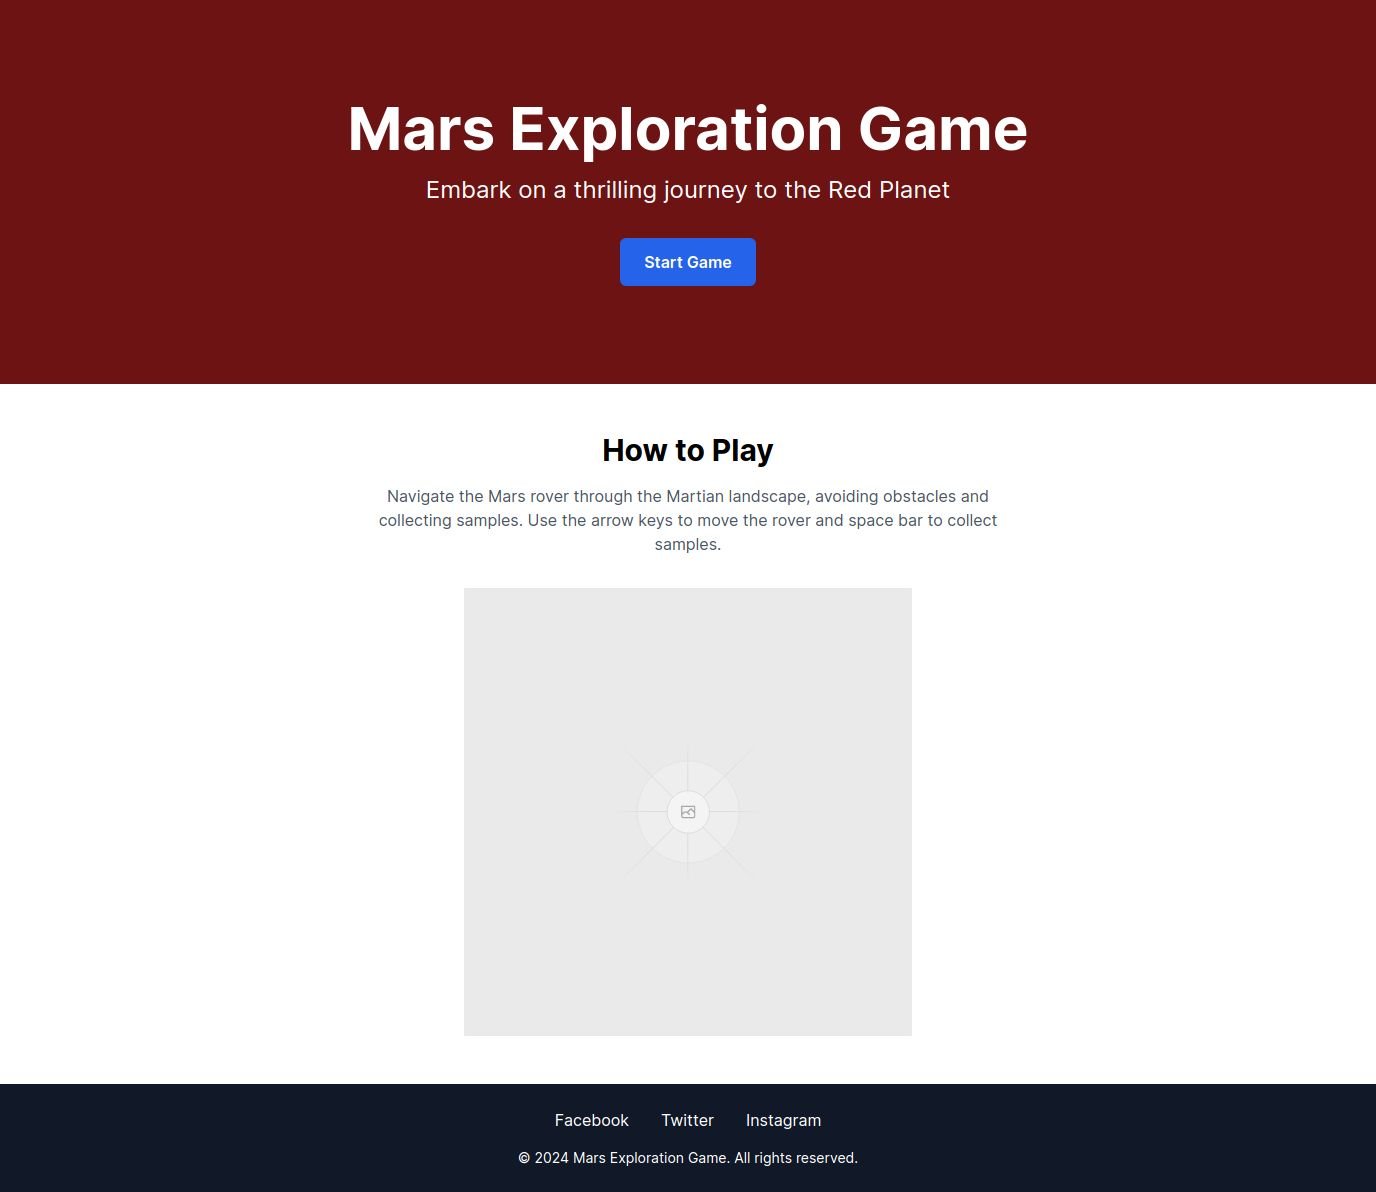 Mars Exploration Game
Embark on a thrilling journey to the Red Planet
Start Game
How to Play
Navigate the Mars rover through the Martian landscape, avoiding obstacles and
collecting samples. Use the arrow keys to move the rover and space bar to collect
samples.
Facebook Twitter Instagram
© 2024 Mars Exploration Game. All rights reserved.